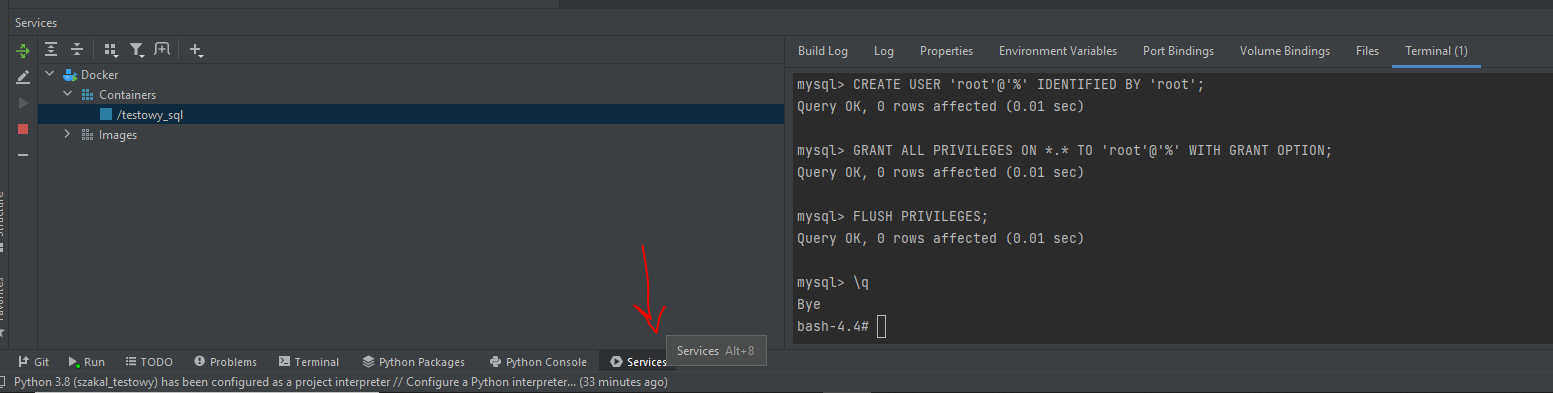 Services
Docker
Containers
/testowy_sql
Images
Build Log Log Properties Environment Variables Port Bindings Volume Bindings Files Terminal (1)
mysql> CREATE USER 'root'@'%' IDENTIFIED BY 'root';
Query OK, 0 rows affected (0.01 sec)
mysql> GRANT ALL PRIVILEGES ON *.* TO 'root'@'%' WITH GRANT OPTION;
Query OK, 0 rows affected (0.01 sec)
mysql> FLUSH PRIVILEGES;
Query OK, 0 rows affected (0.01 sec)
mysql> \q
Bye
bash-4.4#
Services Alt+8
Git Run TODO Problems Terminal Python Packages Python Console Services
Python 3.8 (szakal_testowy) has been configured as a project interpreter // Configure a Python interpreter... (33 minutes ago)